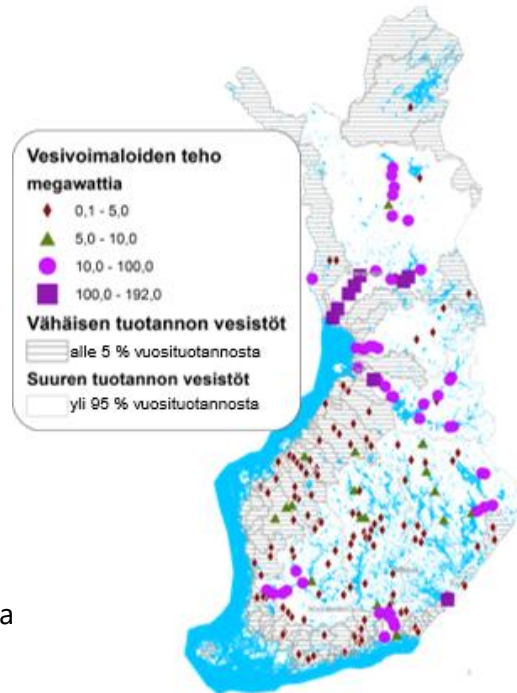 Vesivoimaloiden teho
megawattia
0,1 - 5,0
5,0 - 10,0
10,0 - 100,0
100,0 - 192,0
Vähäisen tuotannon vesistöt
alle 5 % vuosituotannosta
Suuren tuotannon vesistöt
yli 95 % vuosituotannosta
a